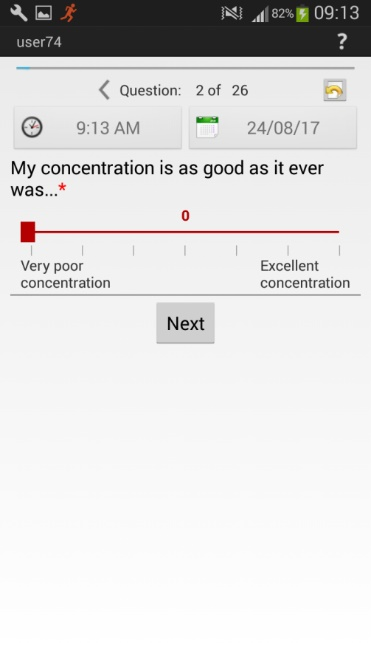 82% 09:13
user74 ?
Question: 2 of 26
9:13 AM 24/08/17
My concentration is as good as it ever
was...*
0
Very poor Excellent
concentration concentration
Next